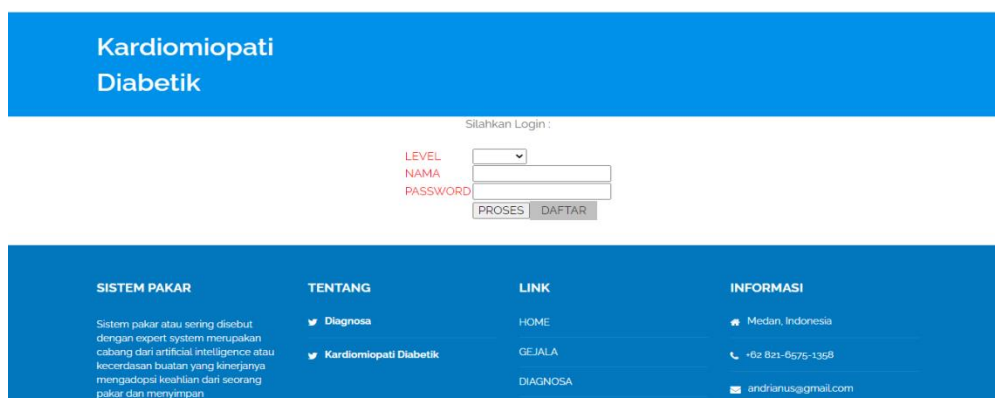 Kardiomiopati
Diabetik
Silahkan Login :
LEVEL
NAMA
PASSWORD
PROSES DAFTAR
SISTEM PAKAR
Sistem pakar atau sering disebut
dengan expert system merupakan
cabang dari artificial intelligence atau
kecerdasan buatan yang kinerjanya
mengadopsi keahlian dari seorang
pakar dan menyimpan
TENTANG
Diagnosa
Kardiomiopati Diabetik
LINK
HOME
GEJALA
DIAGNOSA
INFORMASI
Medan, Indonesia
+62 821-6575-1358
andrianus@gmail.com